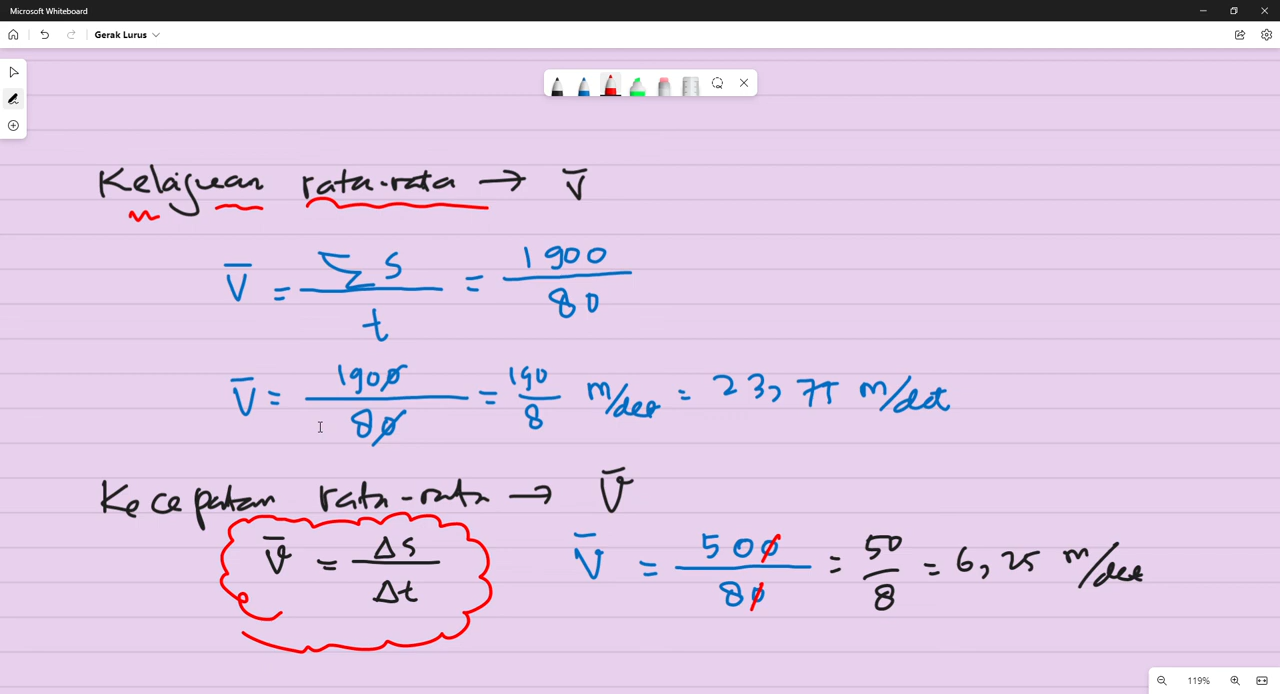 Microsoft Whiteboard
Gerak Lurus
Kelajuan rata-rata → v̄
V̄ = Σs / t = 1900 / 80
V̄ = 1900 / 80 = 190 / 8 m/det = 23,75 m/det
Kecepatan rata-rata → v̄
v̄ = Δs / Δt
V̄ = 500 / 80 = 50 / 8 = 6,25 m/det
119%